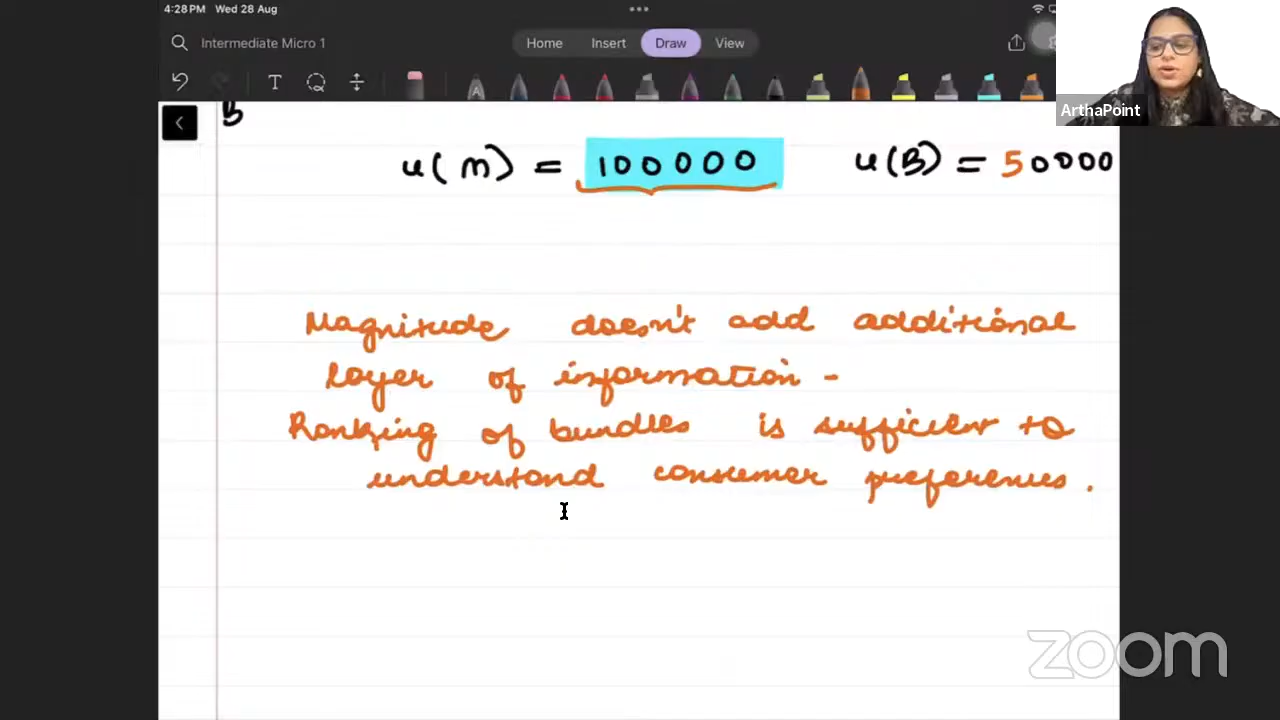 4:28 PM Wed 28 Aug
Intermediate Micro 1
Home Insert Draw View
ArthaPoint
B
u(m) = 100000 u(B) = 50000
Magnitude doesn't add additional
layer of information -
Ranking of bundles is sufficient to
understand consumer preferences.
zoom